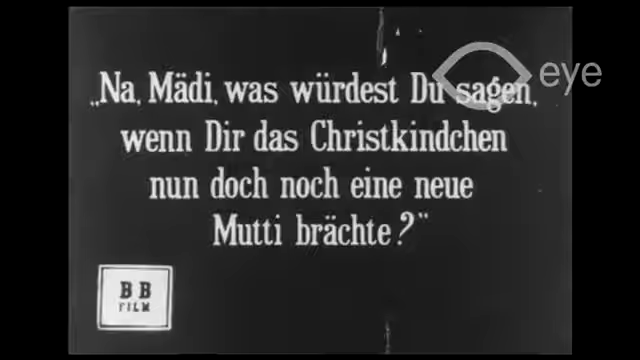 „Na, Mädi, was würdest Du sagen,
wenn Dir das Christkindchen
nun doch noch eine neue
Mutti brächte?“
eye
B B
FILM